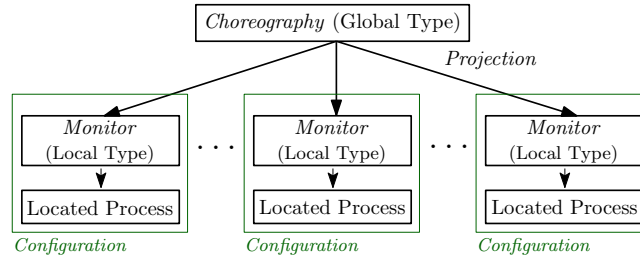 Choreography (Global Type)
Projection
Monitor
(Local Type)
Located Process
Configuration
. . .
Monitor
(Local Type)
Located Process
Configuration
. . .
Monitor
(Local Type)
Located Process
Configuration